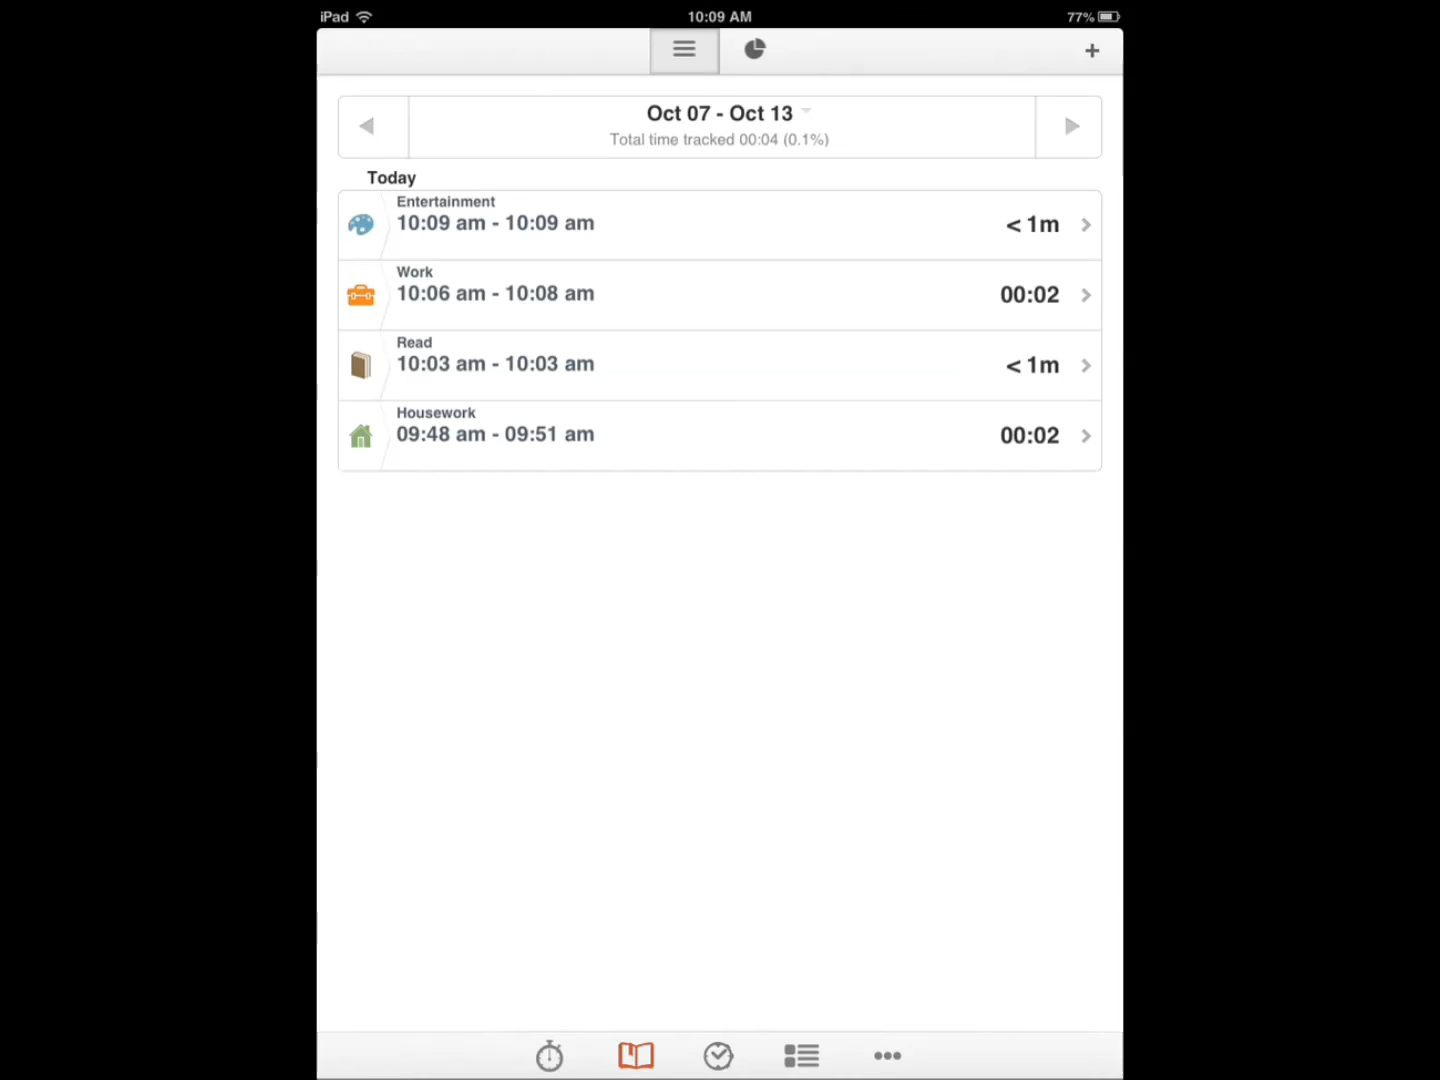 iPad 10:09 AM 77%
Oct 07 - Oct 13
Total time tracked 00:04 (0.1%)
Today
Entertainment
10:09 am - 10:09 am < 1m
Work
10:06 am - 10:08 am 00:02
Read
10:03 am - 10:03 am < 1m
Housework
09:48 am - 09:51 am 00:02